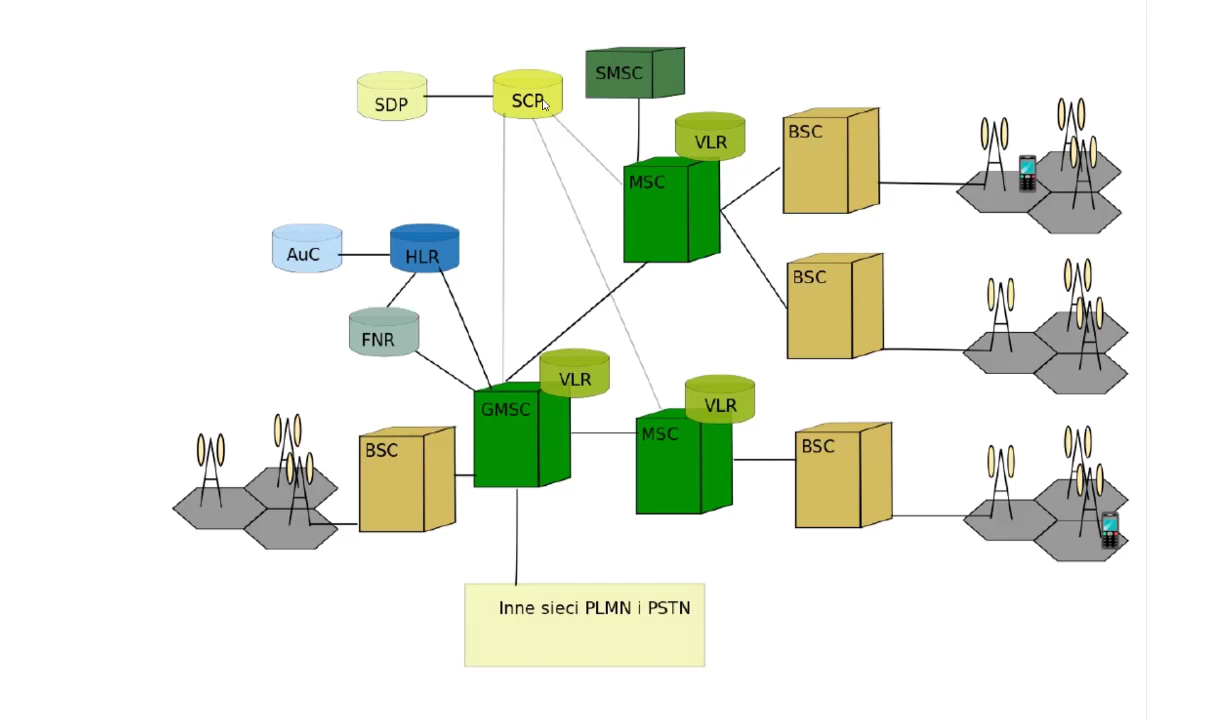 SMSC
SDP
SCP
VLR
BSC
MSC
AuC
HLR
BSC
FNR
VLR
VLR
GMSC
MSC
BSC
BSC
Inne sieci PLMN i PSTN